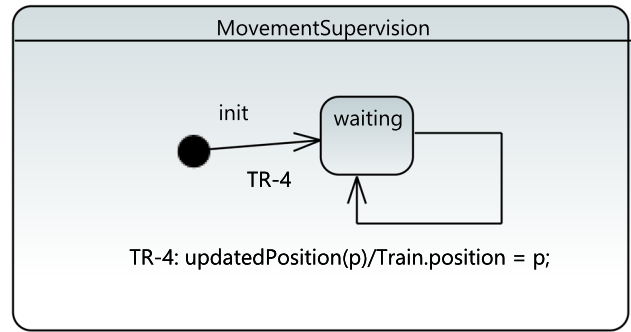 MovementSupervision
init
waiting
TR-4
TR-4: updatedPosition(p)/Train.position = p;